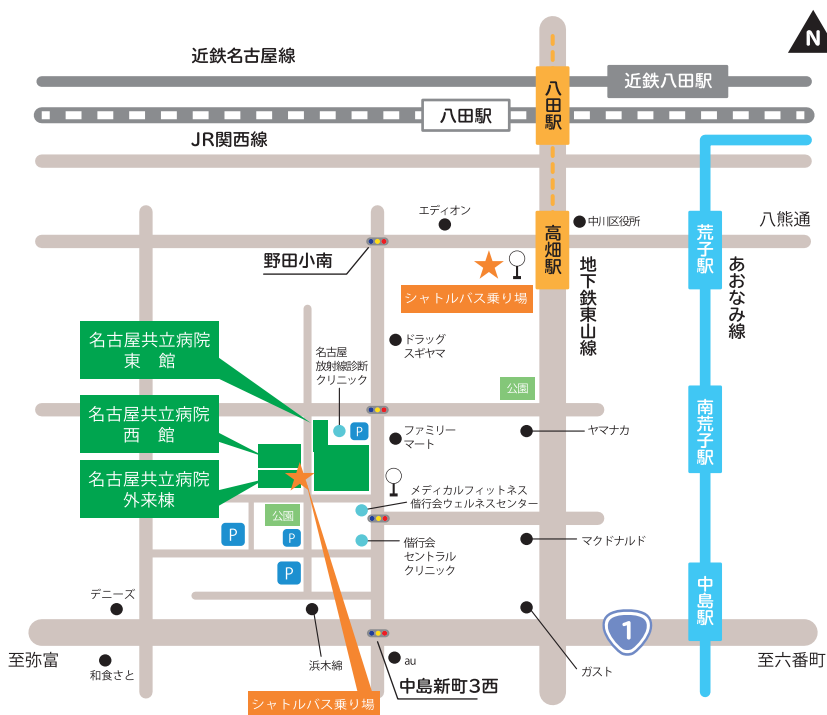 N
近鉄名古屋線
近鉄八田駅
八田駅
八田駅
JR関西線
エディオン
中川区役所
八熊通
高畑駅
荒子駅
野田小南
地下鉄東山線
あおなみ線
シャトルバス乗り場
名古屋共立病院
東 館
名古屋
放射線診断
クリニック
ドラッグ
スギヤマ
公園
名古屋共立病院
西 館
P
ファミリー
マート
ヤマナカ
南荒子駅
名古屋共立病院
外来棟
メディカルフィットネス
偕行会ウェルネスセンター
公園
P
P
偕行会
セントラル
クリニック
マクドナルド
P
中島駅
デニーズ
1
至弥富
和食さと
浜木綿
au
中島新町3西
ガスト
至六番町
シャトルバス乗り場